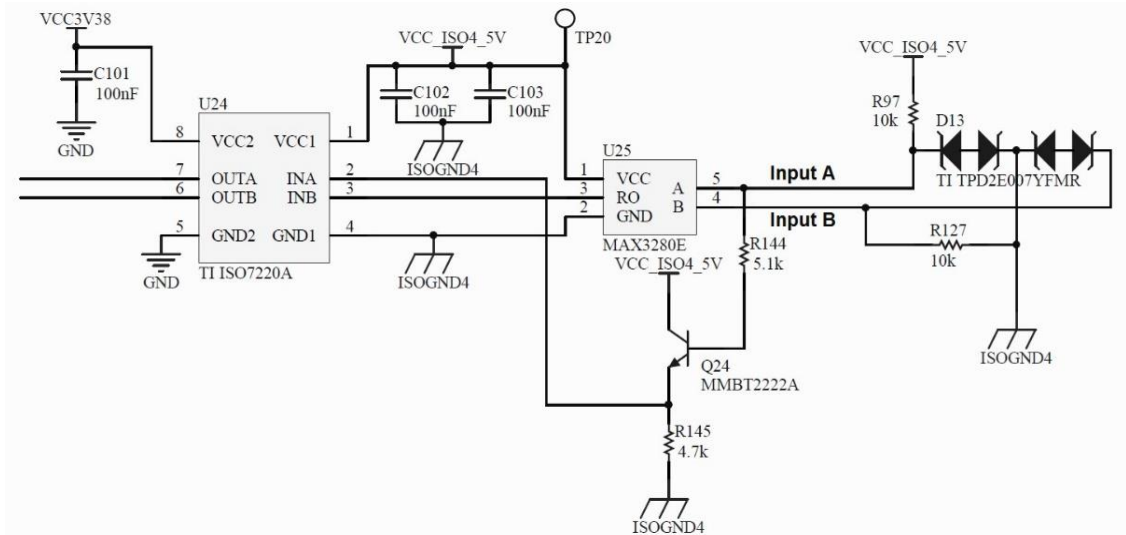 VCC3V38
C101
100nF
GND
U24
8 VCC2 VCC1 1
7 OUTA INA 2
6 OUTB INB 3
5 GND2 GND1 4
TI ISO7220A
GND
VCC_ISO4_5V
TP20
C102
100nF
C103
100nF
ISOGND4
ISOGND4
U25
1 VCC A 5
3 RO B 4
2 GND
MAX3280E
Input A
Input B
VCC_ISO4_5V
R97
10k
D13
TI TPD2E007YFMR
R127
10k
ISOGND4
R144
5.1k
VCC_ISO4_5V
Q24
MMBT2222A
R145
4.7k
ISOGND4